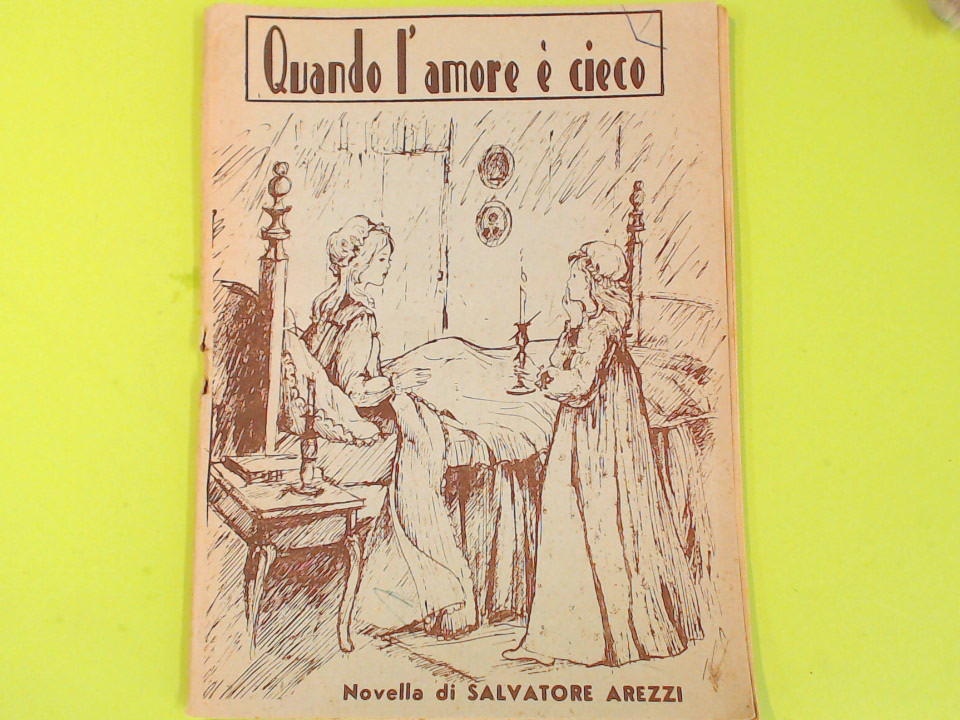 Quando l'amore è cieco
Novella di SALVATORE AREZZI